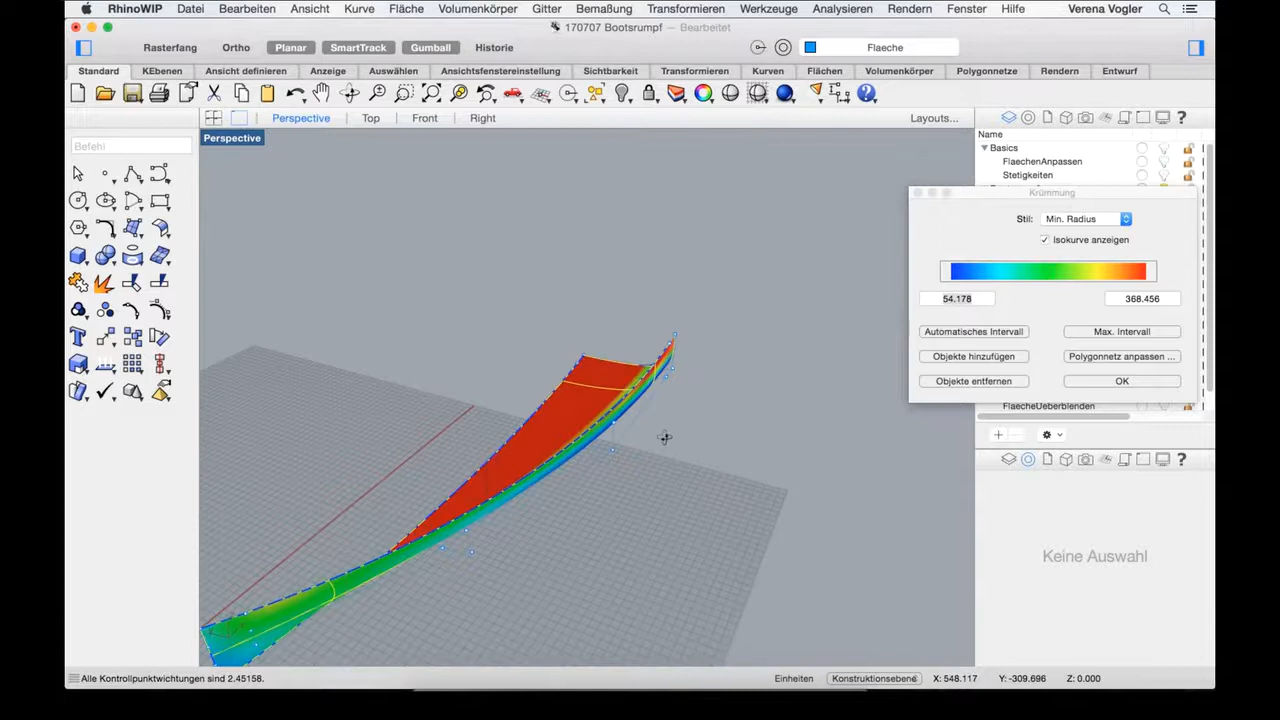 RhinoWIP Datei Bearbeiten Ansicht Kurve Fläche Volumenkörper Gitter Bemaßung Transformieren Werkzeuge Analysieren Rendern Fenster Hilfe Verena Vogler
170707 Bootsrumpf — Bearbeitet
Rasterfang Ortho Planar SmartTrack Gumball Historie Flaeche
Standard KEbenen Ansicht definieren Anzeige Auswählen Ansichtsfensterseinstellung Sichtbarkeit Transformieren Kurven Flächen Volumenkörper Polygonnetze Rendern Entwurf
Perspective Top Front Right Layouts...
Perspective
Befehl
Name
Basics
FlaechenAnpassen
Stetigkeiten
Krümmung
Stil: Min. Radius
Isokurve anzeigen
54.178 368.456
Automatisches Intervall Max. Intervall
Objekte hinzufügen Polygonnetz anpassen ...
Objekte entfernen OK
FlaecheUeberblenden
Keine Auswahl
Alle Kontrollpunktwichtungen sind 2.45158. Einheiten Konstruktionsebene X: 548.117 Y: -309.696 Z: 0.000